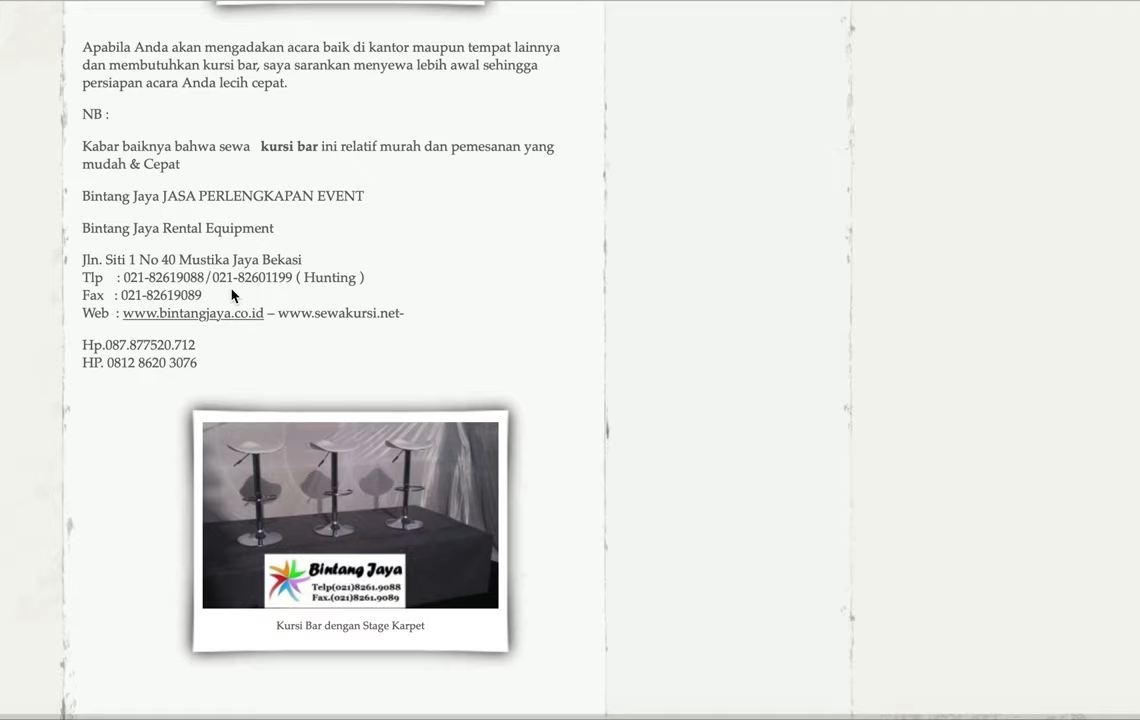 Apabila Anda akan mengadakan acara baik di kantor maupun tempat lainnya
dan membutuhkan kursi bar, saya sarankan menyewa lebih awal sehingga
persiapan acara Anda lecih cepat.
NB :
Kabar baiknya bahwa sewa kursi bar ini relatif murah dan pemesanan yang
mudah & Cepat
Bintang Jaya JASA PERLENGKAPAN EVENT
Bintang Jaya Rental Equipment
Jln. Siti 1 No 40 Mustika Jaya Bekasi
Tlp : 021-82619088/021-82601199 ( Hunting )
Fax : 021-82619089
Web : www.bintangjaya.co.id – www.sewakursi.net-
Hp.087.877520.712
HP. 0812 8620 3076
Bintang Jaya
Telp(021)8261.9088
Fax.(021)8261.9089
Kursi Bar dengan Stage Karpet